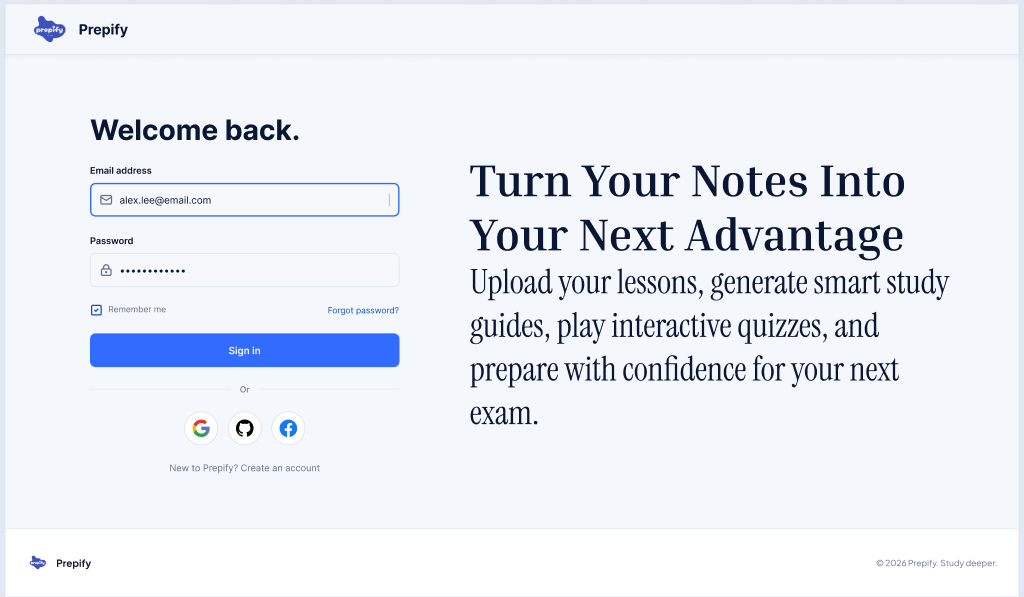 prepify
Prepify
Welcome back.
Email address
alex.lee@email.com
Password
••••••••••••
Remember me
Forgot password?
Sign in
Or
New to Prepify? Create an account
Turn Your Notes Into
Your Next Advantage
Upload your lessons, generate smart study
guides, play interactive quizzes, and
prepare with confidence for your next
exam.
prepify
Prepify
© 2026 Prepify. Study deeper.